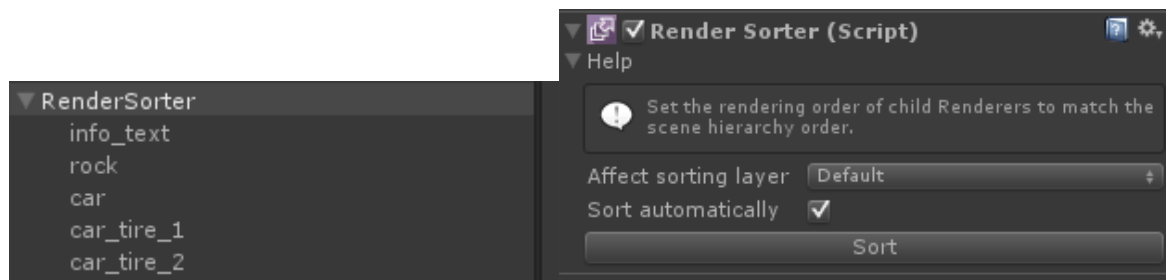 RenderSorter
info_text
rock
car
car_tire_1
car_tire_2
Render Sorter (Script)
Help
Set the rendering order of child Renderers to match the
scene hierarchy order.
Affect sorting layer Default
Sort automatically
Sort